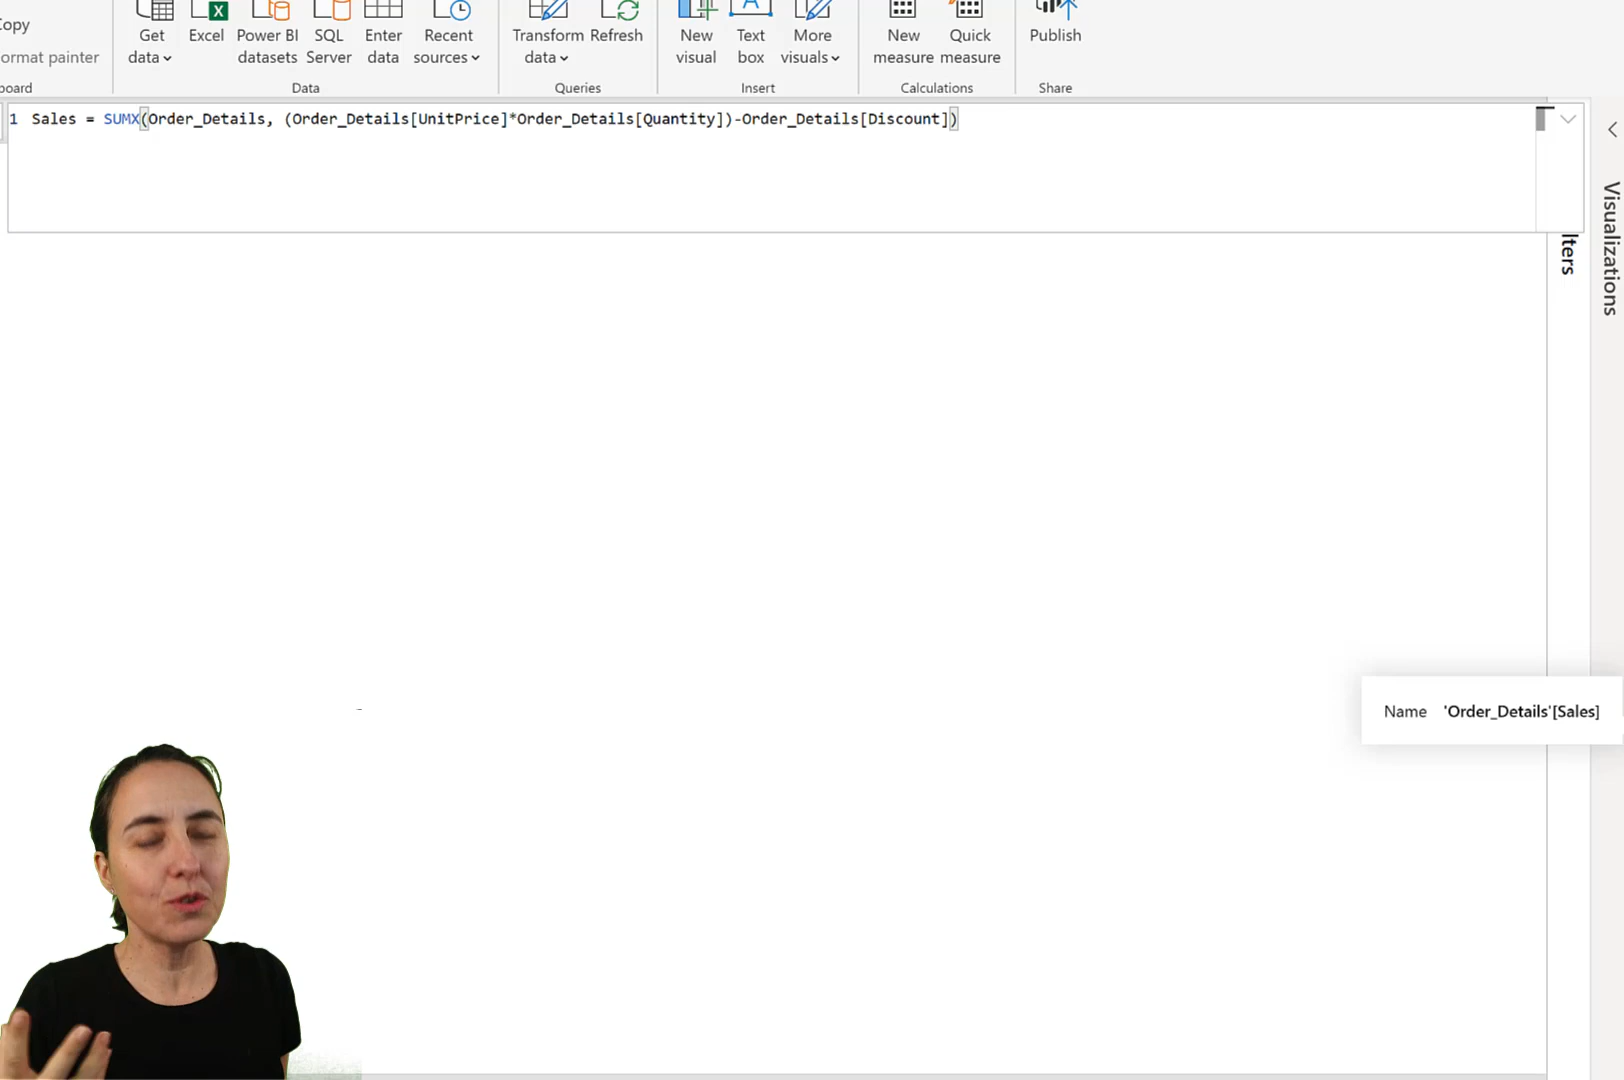 Copy
ormat painter
board
Get data
Excel
Power BI datasets
SQL Server
Enter data
Recent sources
Data
Transform data
Refresh
Queries
New visual
Text box
More visuals
Insert
New measure
Quick measure
Calculations
Publish
Share
1 Sales = SUMX(Order_Details, (Order_Details[UnitPrice]*Order_Details[Quantity])-Order_Details[Discount])
lters
Visualizations
Name 'Order_Details'[Sales]